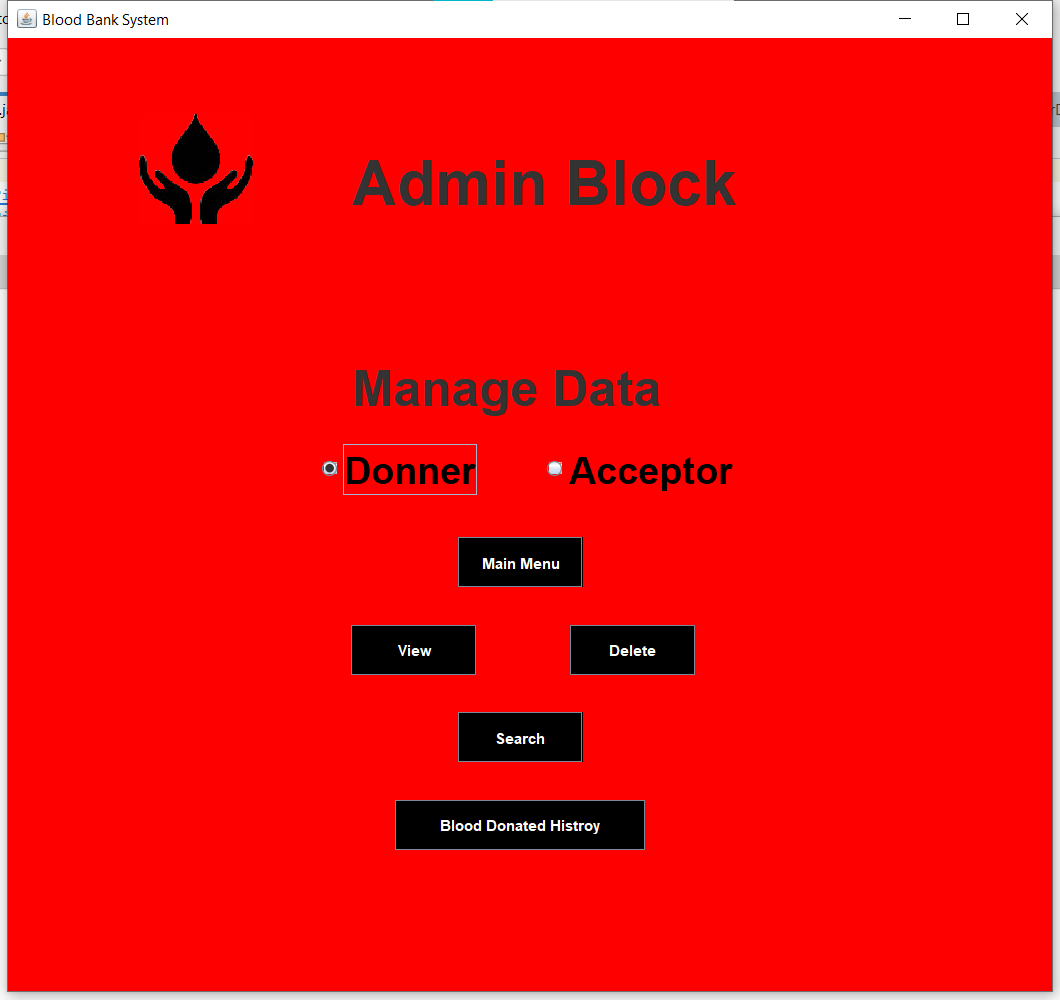 Blood Bank System
Admin Block
Manage Data
Donner
Acceptor
Main Menu
View
Delete
Search
Blood Donated Histroy